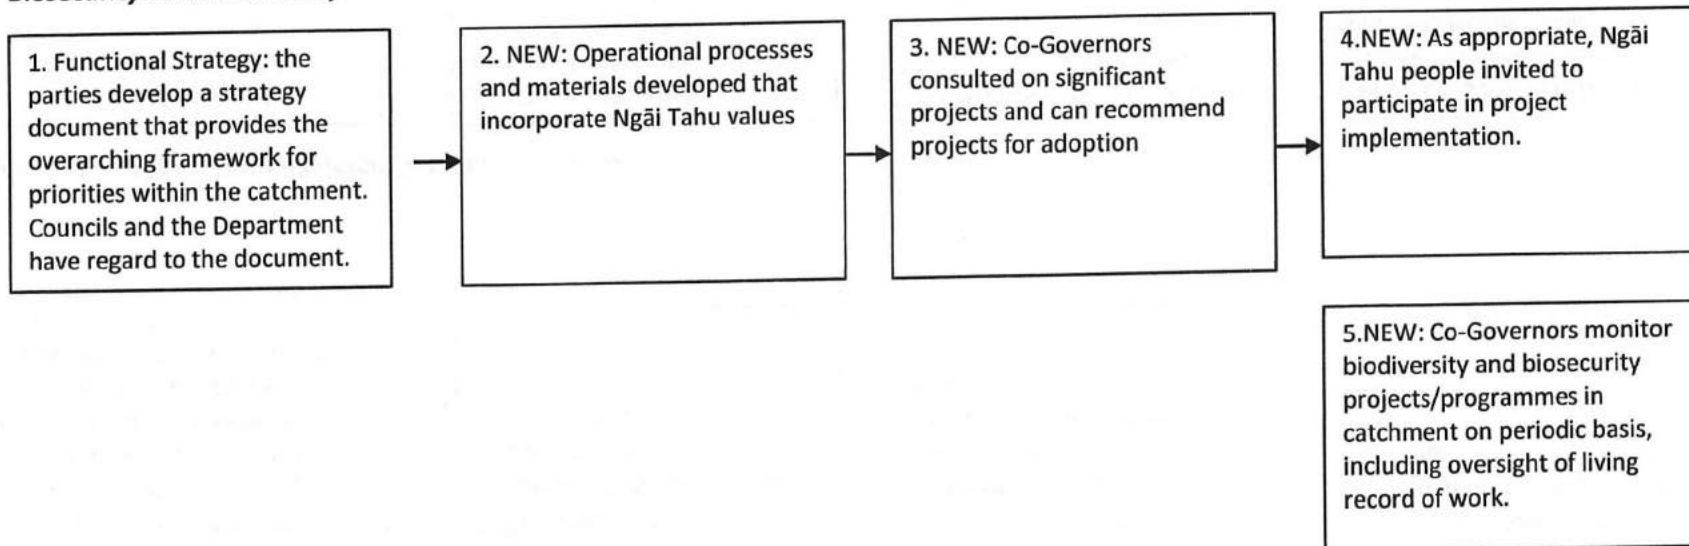 1. Functional Strategy: the
parties develop a strategy
document that provides the
overarching framework for
priorities within the catchment.
Councils and the Department
have regard to the document.
2. NEW: Operational processes
and materials developed that
incorporate Ngāi Tahu values
3. NEW: Co-Governors
consulted on significant
projects and can recommend
projects for adoption
4.NEW: As appropriate, Ngāi
Tahu people invited to
participate in project
implementation.
5.NEW: Co-Governors monitor
biodiversity and biosecurity
projects/programmes in
catchment on periodic basis,
including oversight of living
record of work.